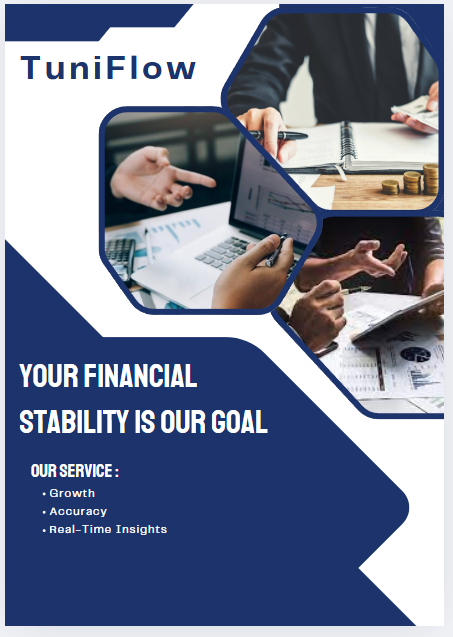 TuniFlow
YOUR FINANCIAL
STABILITY IS OUR GOAL
OUR SERVICE :
• Growth
• Accuracy
• Real-Time Insights